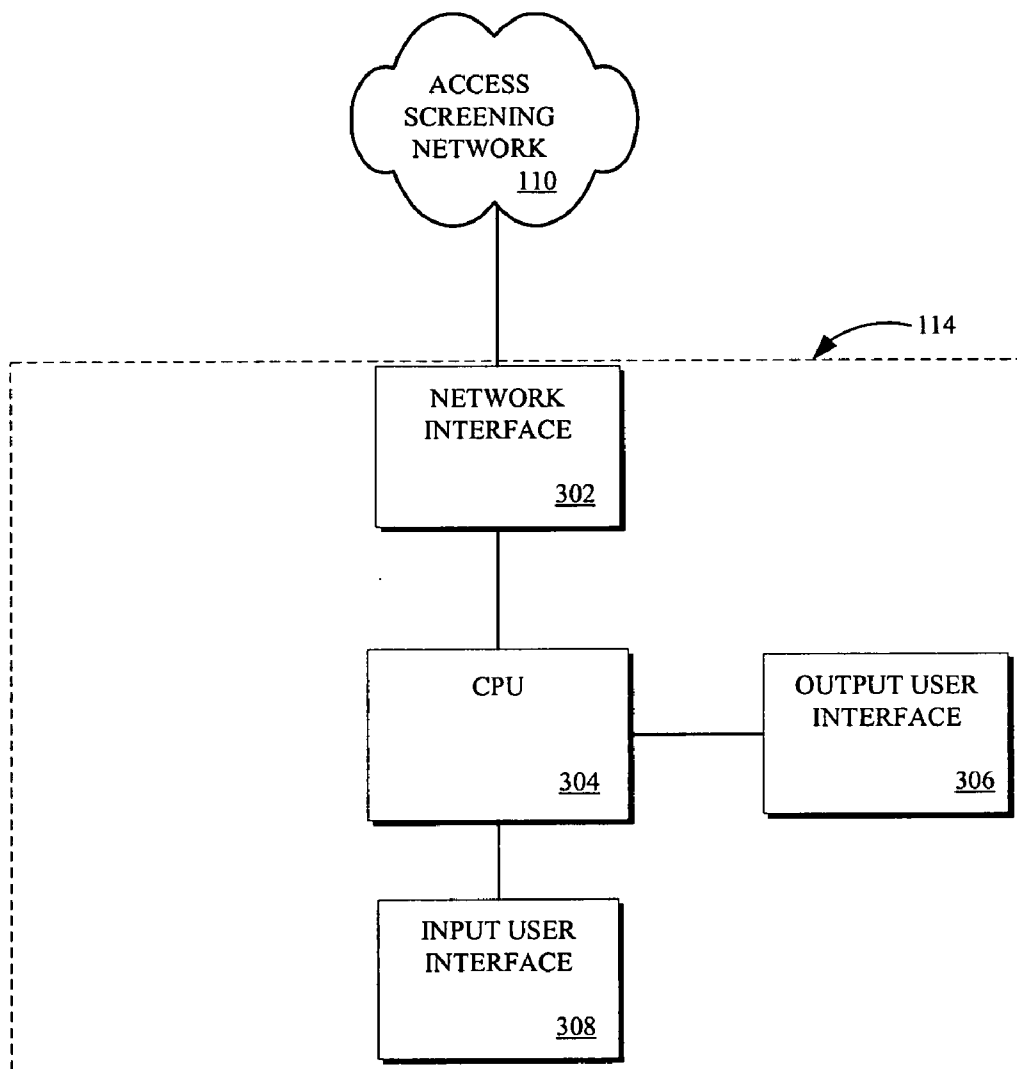 ACCESS
SCREENING
NETWORK
110
114
NETWORK
INTERFACE
302
CPU
304
OUTPUT USER
INTERFACE
306
INPUT USER
INTERFACE
308